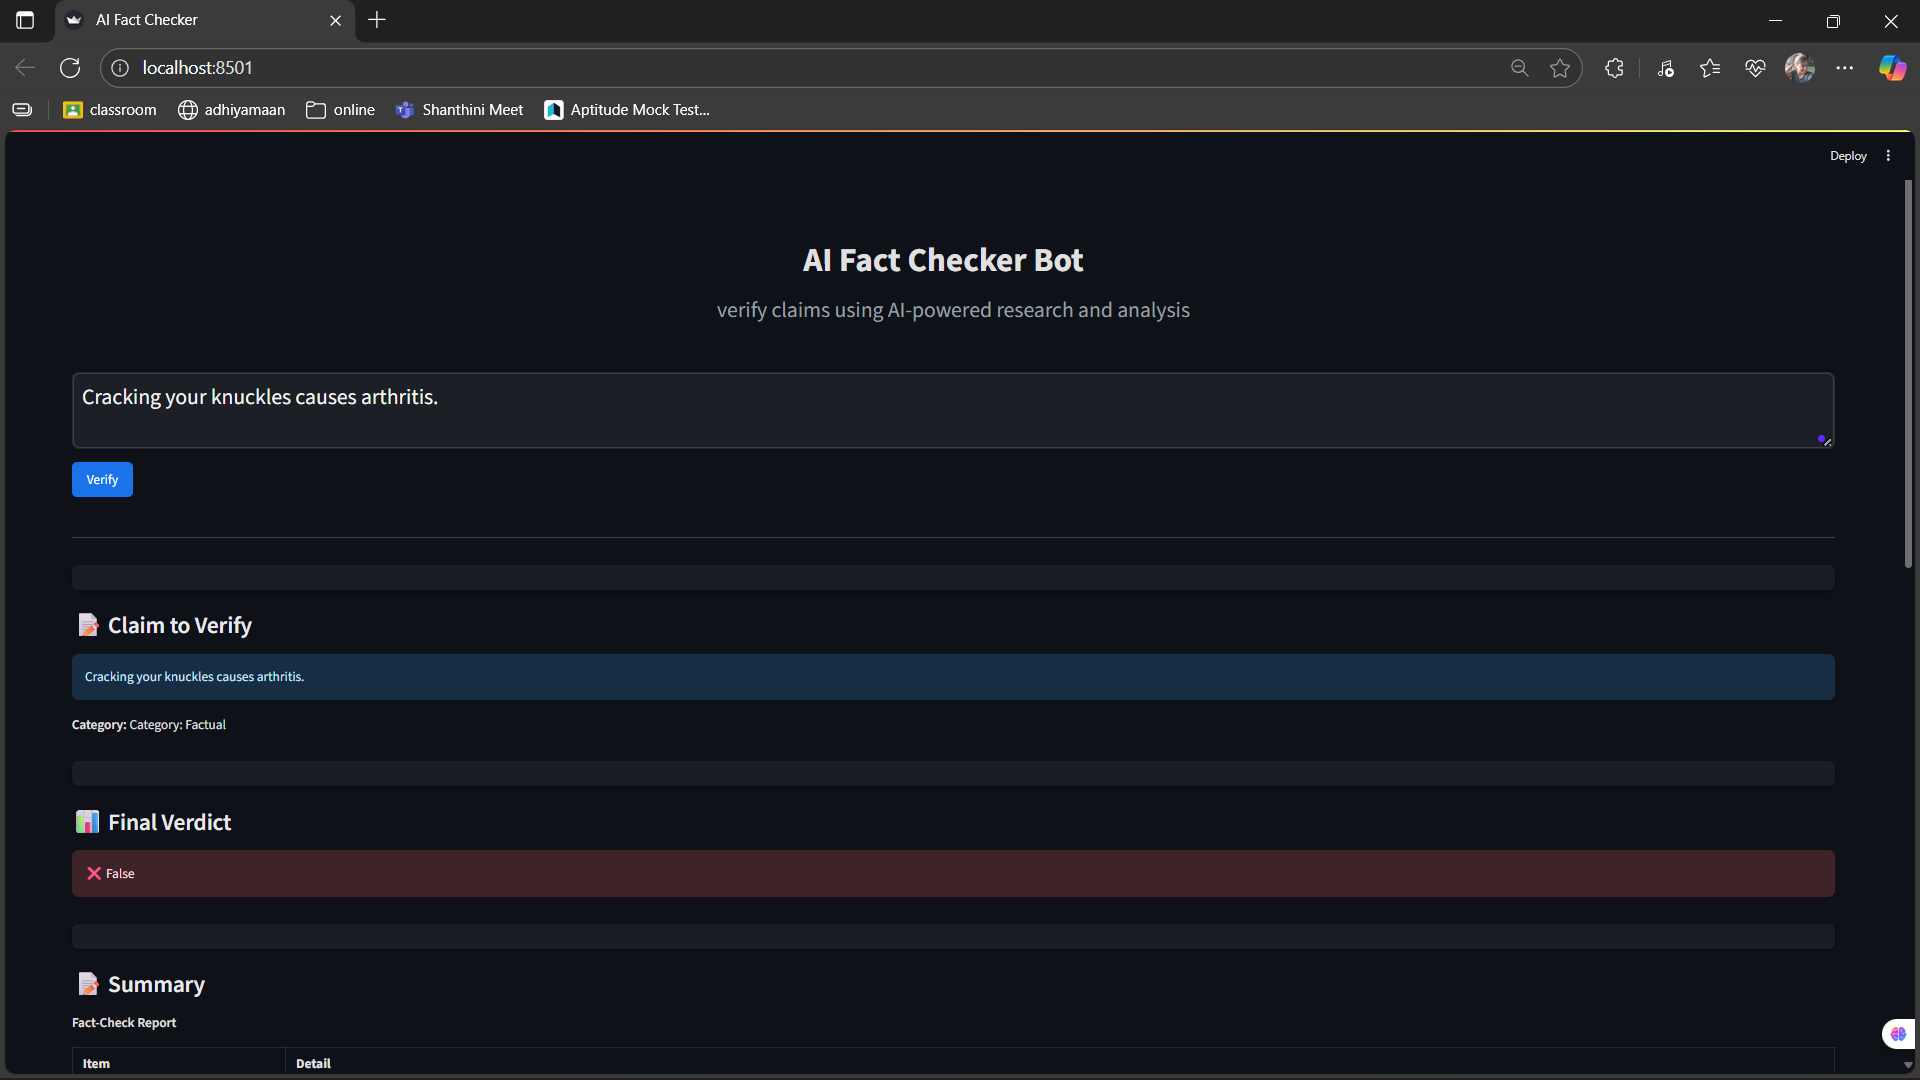 AI Fact Checker
localhost:8501
classroom adhiyamaan online Shanthini Meet Aptitude Mock Test...
Deploy
AI Fact Checker Bot
verify claims using AI-powered research and analysis
Cracking your knuckles causes arthritis.
Verify
Claim to Verify
Cracking your knuckles causes arthritis.
Category: Category: Factual
Final Verdict
False
Summary
Fact-Check Report
Item Detail